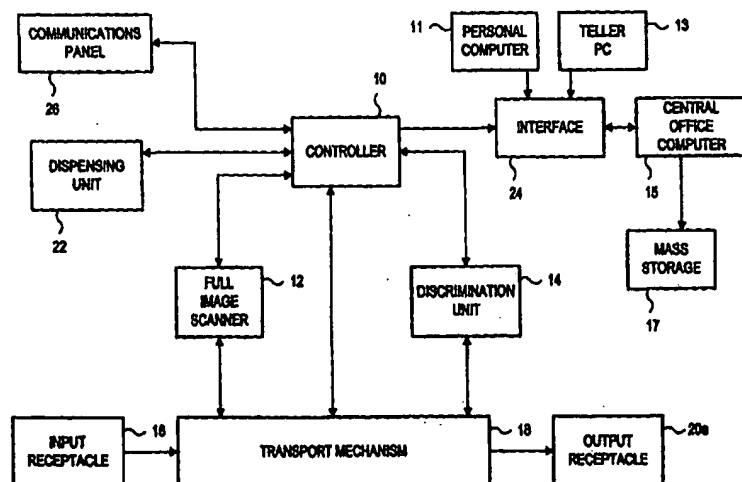 COMMUNICATIONS
PANEL
26
11
PERSONAL
COMPUTER
TELLER
PC
13
10
CONTROLLER
INTERFACE
24
CENTRAL
OFFICE
COMPUTER
15
DISPENSING
UNIT
22
FULL
IMAGE
SCANNER
12
DISCRIMINATION
UNIT
14
MASS
STORAGE
17
INPUT
RECEPTACLE
16
TRANSPORT MECHANISM
18
OUTPUT
RECEPTACLE
20a